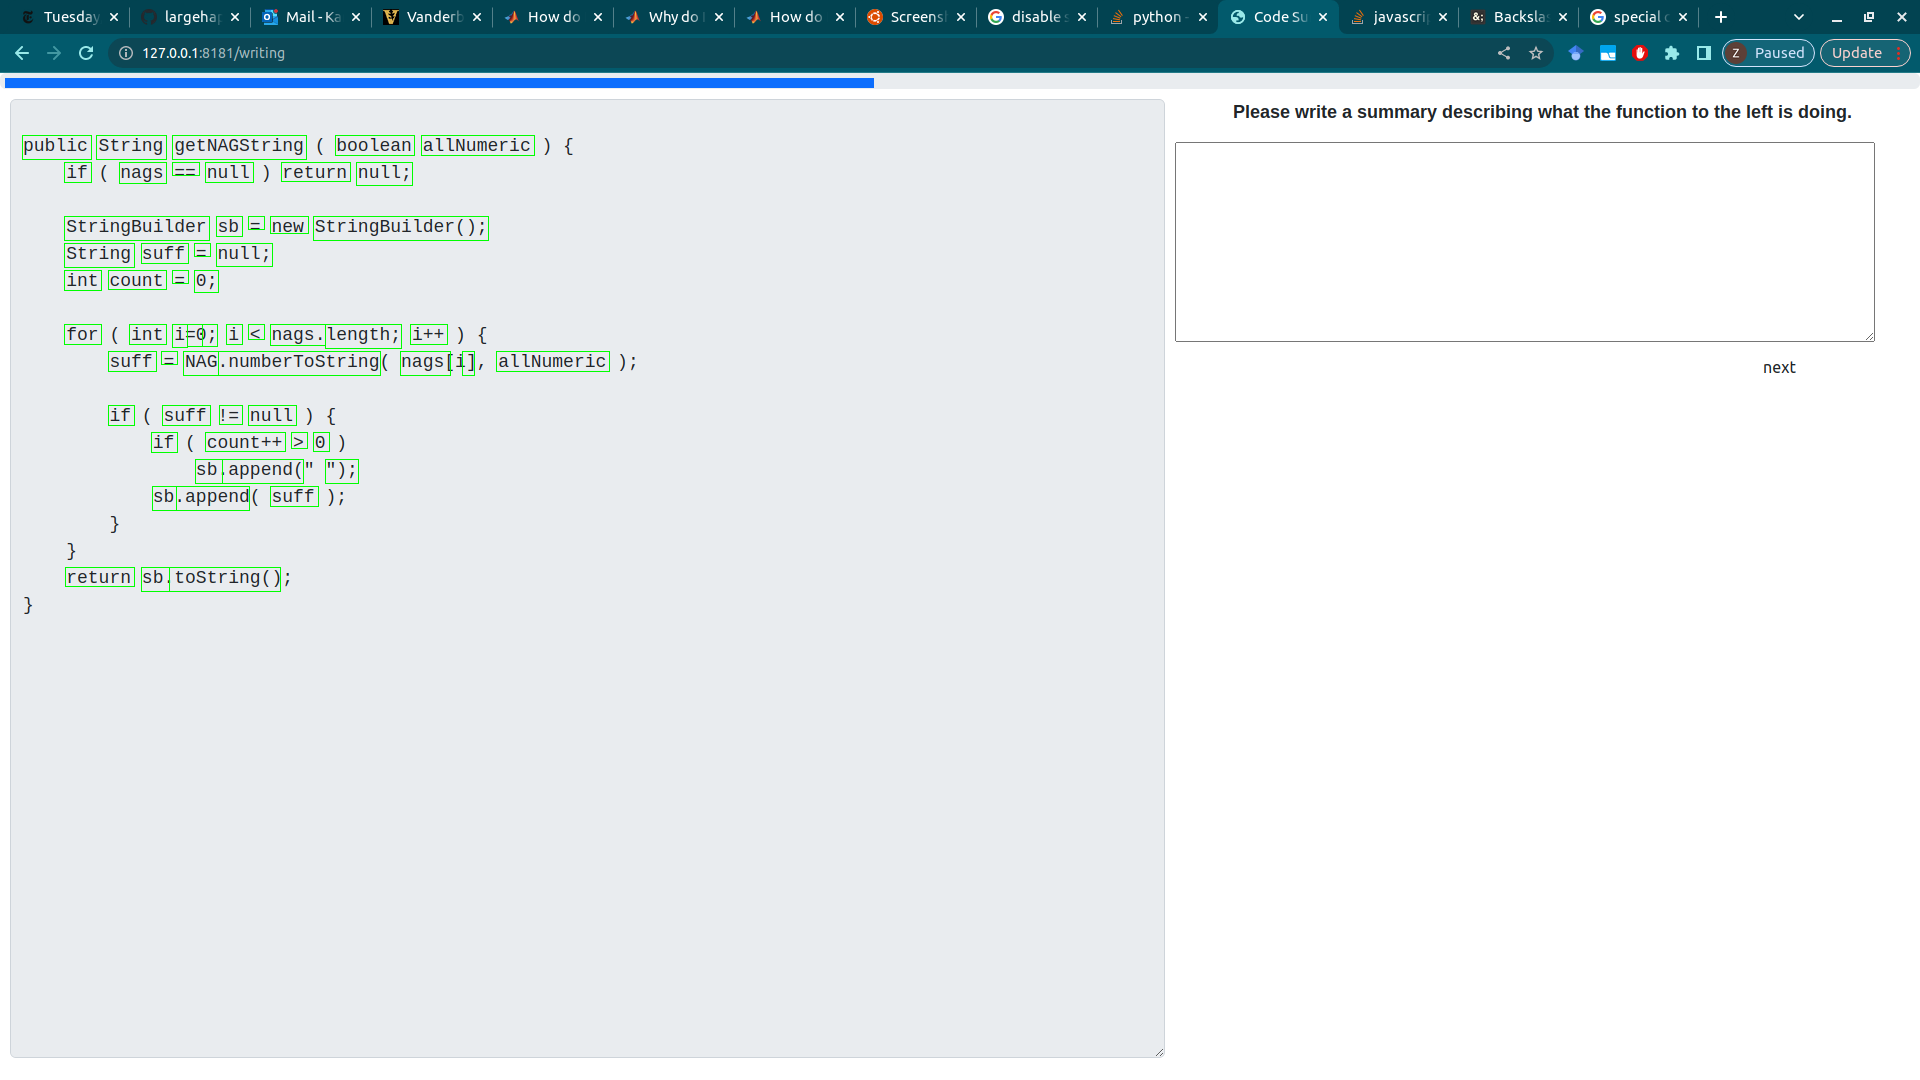 Tuesday
largehap
Mail - Ka
Vanderb
How do
Why do
How do
Screens
disable s
python -
Code Su
javascrip
Backslas
special c
127.0.0.1:8181/writing
Z Paused
Update
Please write a summary describing what the function to the left is doing.
public String getNAGString ( boolean allNumeric ) {
if ( nags == null ) return null;
StringBuilder sb = new StringBuilder();
String suff = null;
int count = 0;
for ( int i=0; i < nags.length; i++ ) {
suff = NAG.numberToString( nags[i], allNumeric );
if ( suff != null ) {
if ( count++ > 0 )
sb.append(" ");
sb.append( suff );
}
}
return sb.toString();
}
next